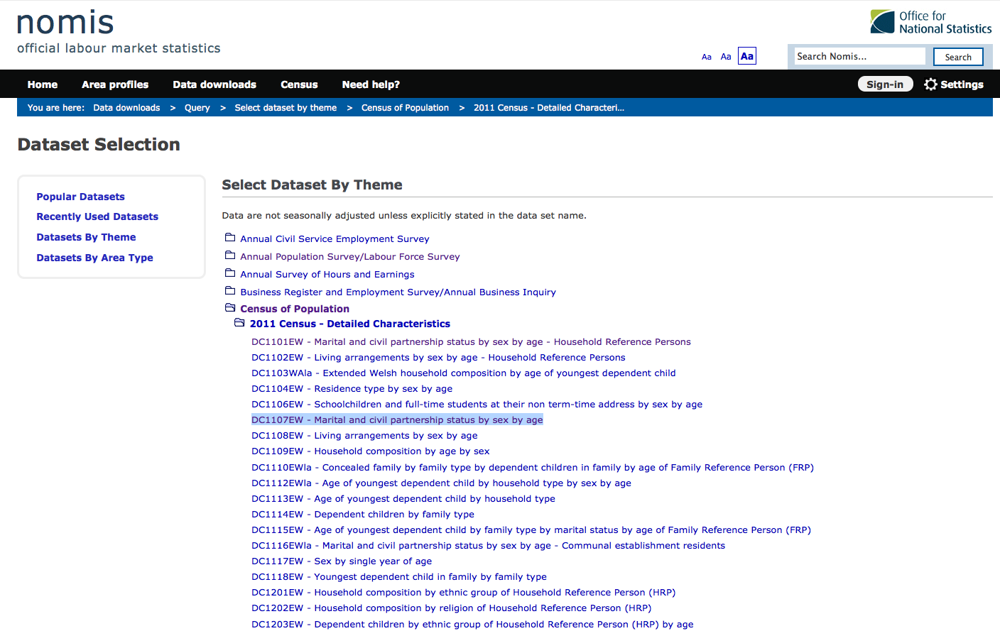 nomis
official labour market statistics
Office for
National Statistics
Aa Aa Aa
Search Nomis... Search
Home Area profiles Data downloads Census Need help? Sign-in Settings
You are here: Data downloads > Query > Select dataset by theme > Census of Population > 2011 Census - Detailed Characteri...
Dataset Selection
Popular Datasets
Recently Used Datasets
Datasets By Theme
Datasets By Area Type
Select Dataset By Theme
Data are not seasonally adjusted unless explicitly stated in the data set name.
Annual Civil Service Employment Survey
Annual Population Survey/Labour Force Survey
Annual Survey of Hours and Earnings
Business Register and Employment Survey/Annual Business Inquiry
Census of Population
2011 Census - Detailed Characteristics
DC1101EW - Marital and civil partnership status by sex by age - Household Reference Persons
DC1102EW - Living arrangements by sex by age - Household Reference Persons
DC1103WAla - Extended Welsh household composition by age of youngest dependent child
DC1104EW - Residence type by sex by age
DC1106EW - Schoolchildren and full-time students at their non term-time address by sex by age
DC1107EW - Marital and civil partnership status by sex by age
DC1108EW - Living arrangements by sex by age
DC1109EW - Household composition by age by sex
DC1110EWla - Concealed family by family type by dependent children in family by age of Family Reference Person (FRP)
DC1112EWla - Age of youngest dependent child by household type by sex by age
DC1113EW - Age of youngest dependent child by household type
DC1114EW - Dependent children by family type
DC1115EW - Age of youngest dependent child by family type by marital status by age of Family Reference Person (FRP)
DC1116EWla - Marital and civil partnership status by sex by age - Communal establishment residents
DC1117EW - Sex by single year of age
DC1118EW - Youngest dependent child in family by family type
DC1201EW - Household composition by ethnic group of Household Reference Person (HRP)
DC1202EW - Household composition by religion of Household Reference Person (HRP)
DC1203EW - Dependent children by ethnic group of Household Reference Person (HRP) by age